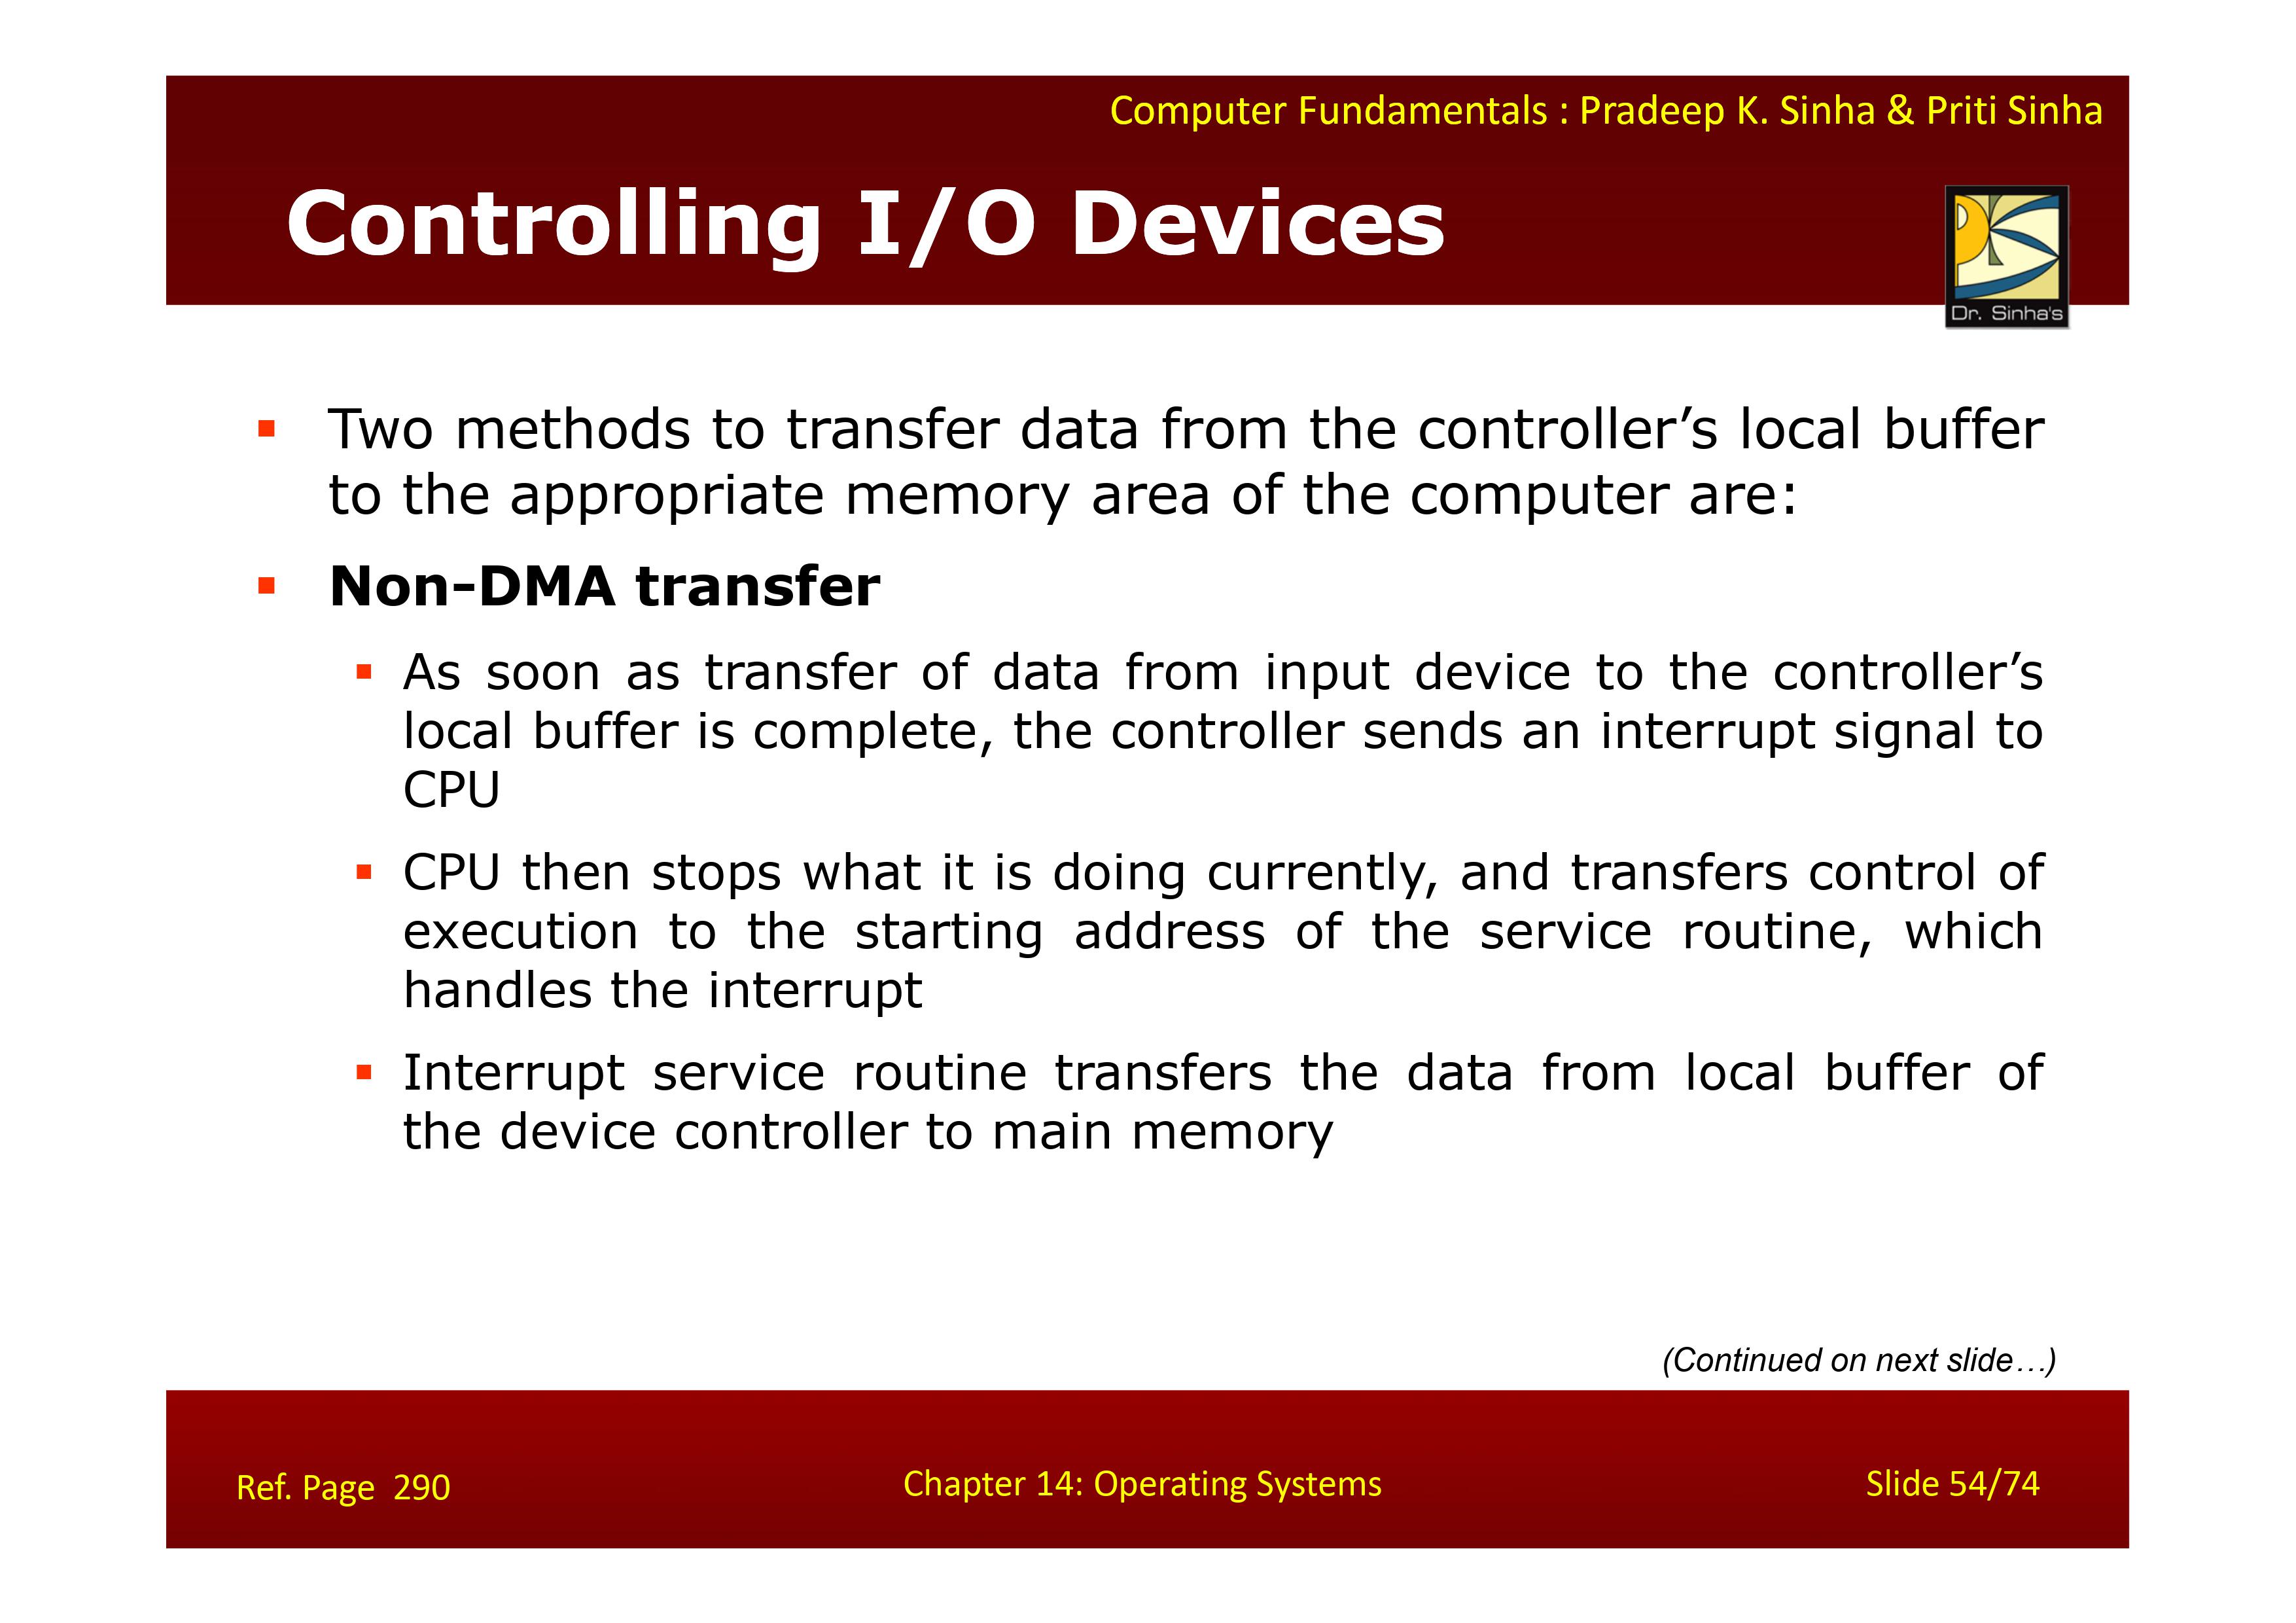 Computer Fundamentals : Pradeep K. Sinha & Priti Sinha
Controlling I/O Devices
Dr. Sinha's
▪ Two methods to transfer data from the controller’s local buffer
to the appropriate memory area of the computer are:
▪ Non–DMA transfer
▪ As soon as transfer of data from input device to the controller’s
local buffer is complete, the controller sends an interrupt signal to
CPU
▪ CPU then stops what it is doing currently, and transfers control of
execution to the starting address of the service routine, which
handles the interrupt
▪ Interrupt service routine transfers the data from local buffer of
the device controller to main memory
(Continued on next slide…)
Ref. Page 290
Chapter 14: Operating Systems
Slide 54/74